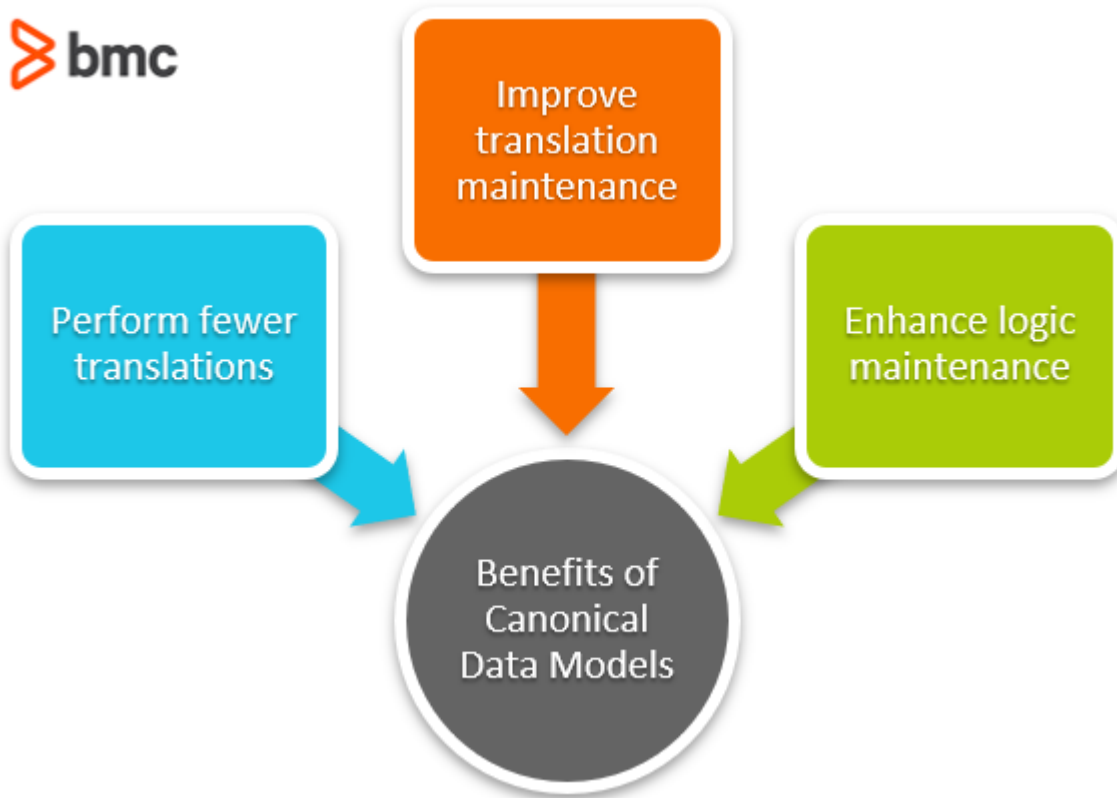 bmc
Improve
translation
maintenance
Perform fewer
translations
Enhance logic
maintenance
Benefits of
Canonical
Data Models